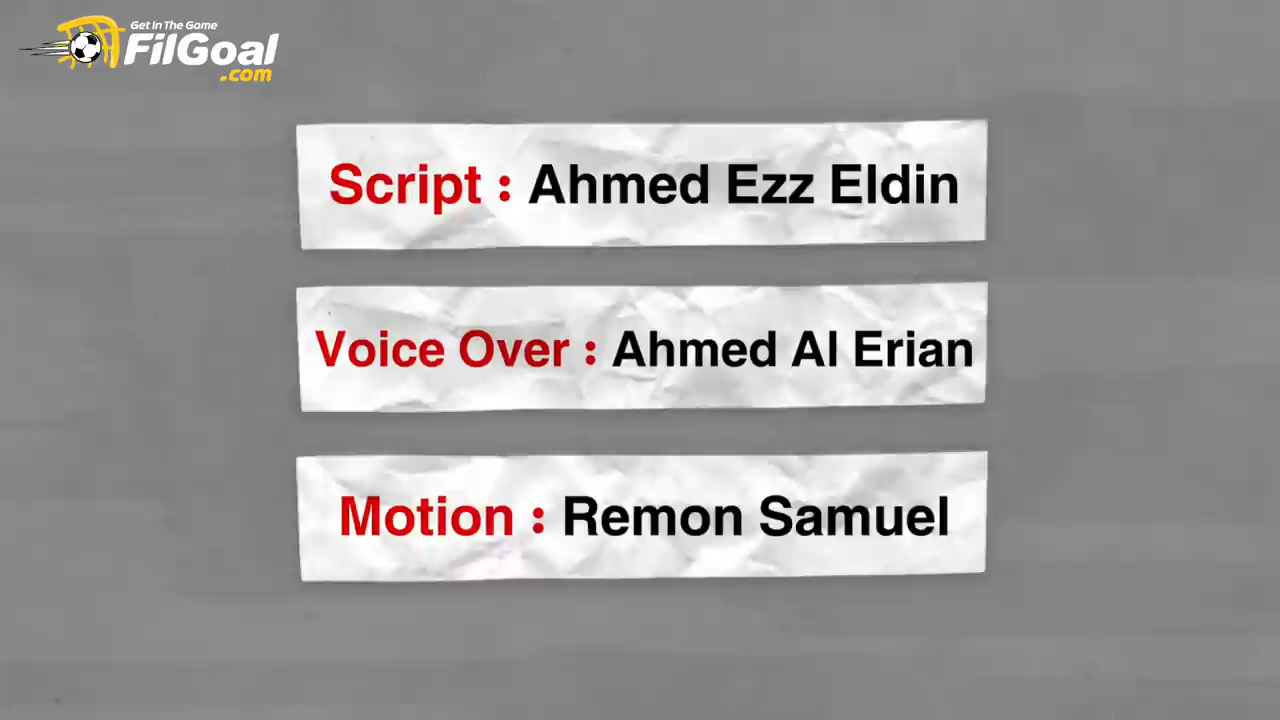 Get In The Game
FilGoal
.com
Script : Ahmed Ezz Eldin
Voice Over : Ahmed Al Erian
Motion : Remon Samuel